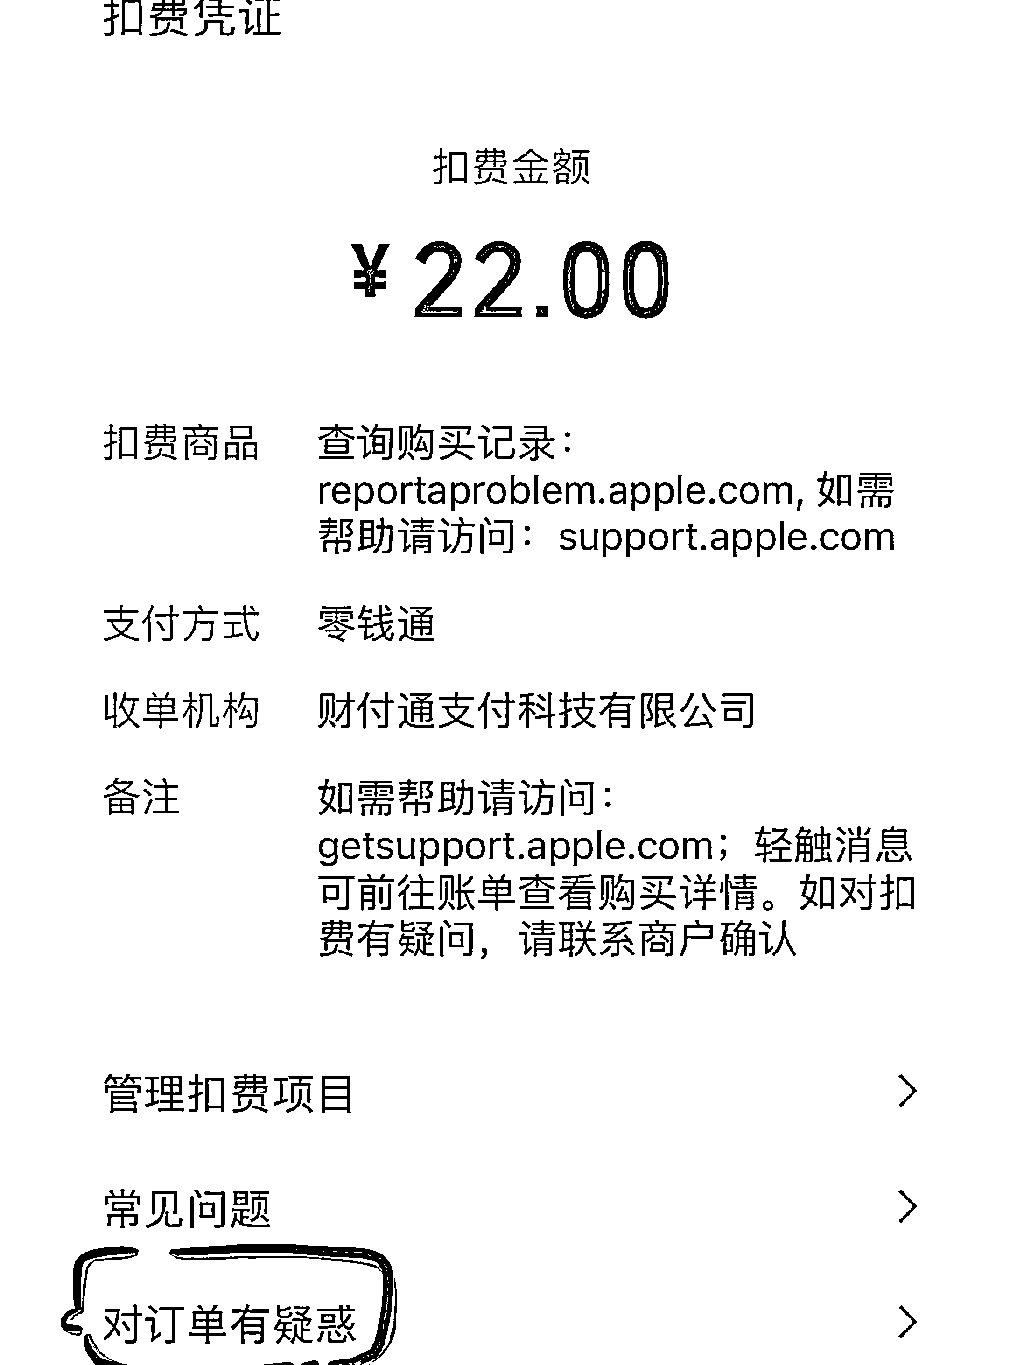 扣费凭证
扣费金额
¥22.00
扣费商品 查询购买记录：
reportaproblem.apple.com, 如需
帮助请访问：support.apple.com
支付方式 零钱通
收单机构 财付通支付科技有限公司
备注 如需帮助请访问：
getsupport.apple.com；轻触消息
可前往账单查看购买详情。如对扣
费有疑问，请联系商户确认
管理扣费项目
常见问题
对订单有疑惑